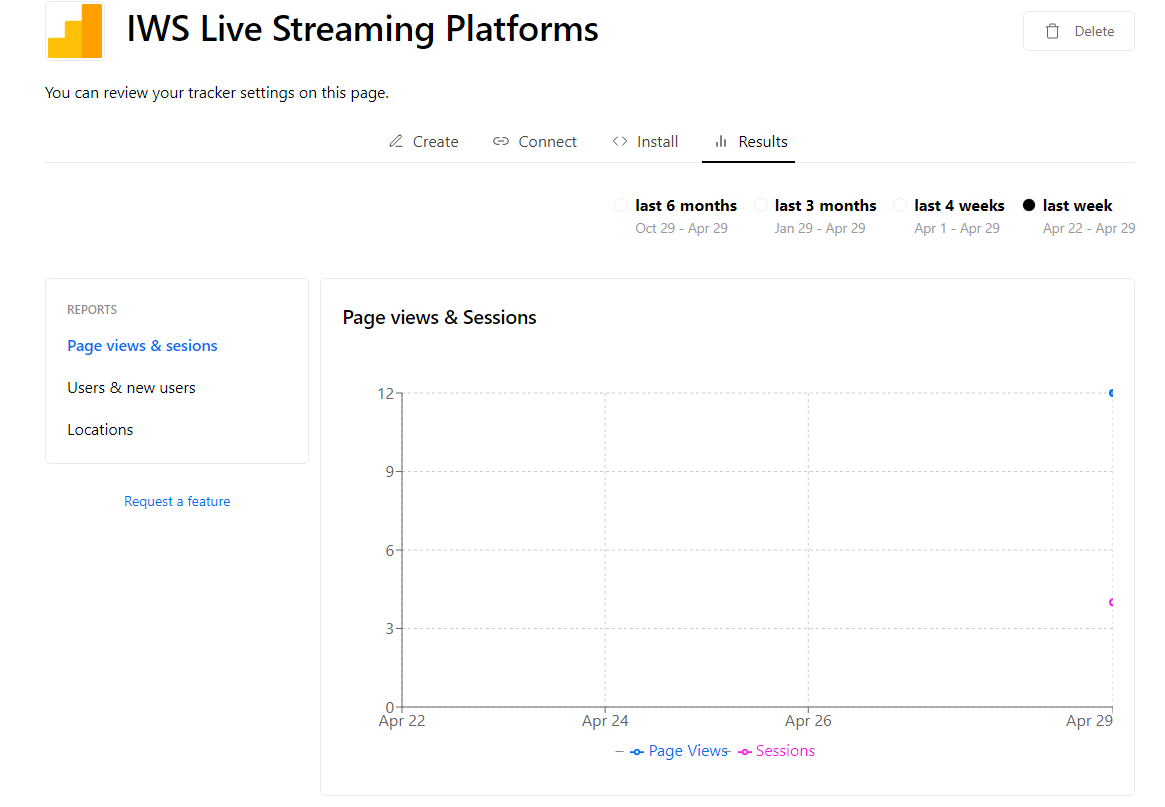 IWS Live Streaming Platforms
Delete
You can review your tracker settings on this page.
Create Connect Install Results
last 6 months last 3 months last 4 weeks last week
Oct 29 - Apr 29 Jan 29 - Apr 29 Apr 1 - Apr 29 Apr 22 - Apr 29
REPORTS
Page views & sesions
Users & new users
Locations
Request a feature
Page views & Sessions
12
9
6
3
0
Apr 22 Apr 24 Apr 26 Apr 29
Page Views Sessions